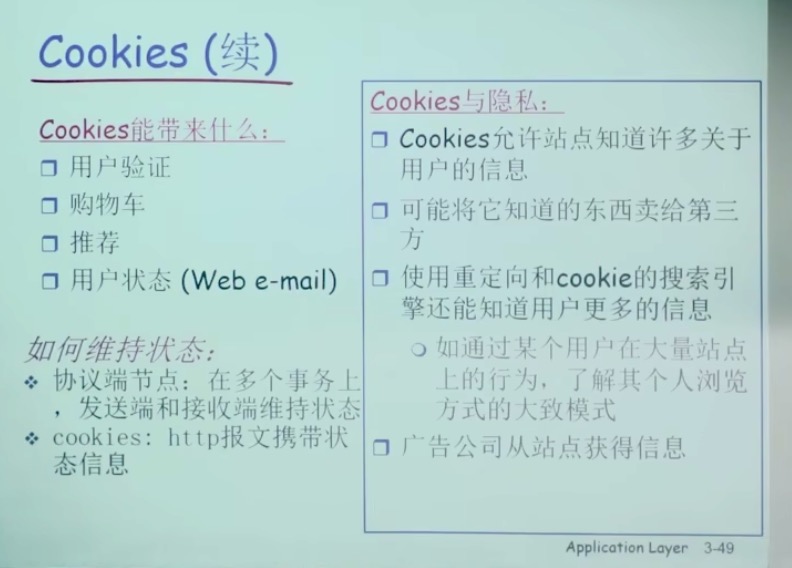 Cookies (续)
Cookies能带来什么：
用户验证
购物车
推荐
用户状态 (Web e-mail)
如何维持状态：
协议端节点：在多个事务上
，发送端和接收端维持状态
cookies: http报文携带状
态信息
Cookies与隐私：
Cookies允许站点知道许多关于
用户的信息
可能将它知道的东西卖给第三
方
使用重定向和cookie的搜索引
擎还能知道用户更多的信息
如通过某个用户在大量站点
上的行为，了解其个人浏览
方式的大致模式
广告公司从站点获得信息
Application Layer 3-49